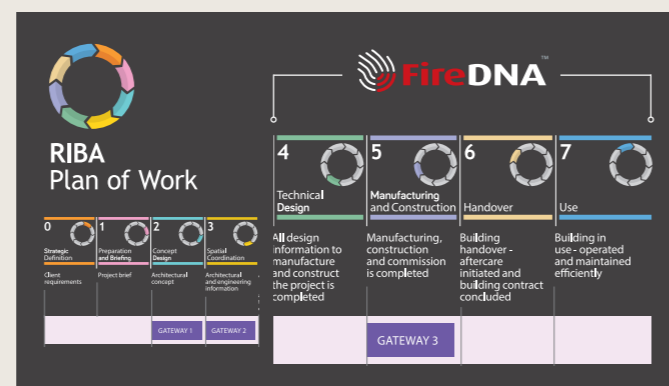 FireDNA™
RIBA
Plan of Work
0
Strategic
Definition
Client
requirements
1
Preparation
and Briefing
Project brief
2
Concept
Design
Architectural
concept
GATEWAY 1
3
Spatial
Coordination
Architectural
and engineering
information
GATEWAY 2
4
Technical
Design
All design
information to
manufacture
and construct
the project is
completed
5
Manufacturing
and Construction
Manufacturing,
construction
and commission
is completed
GATEWAY 3
6
Handover
Building
handover -
aftercare
initiated and
building contract
concluded
7
Use
Building in
use - operated
and maintained
efficiently